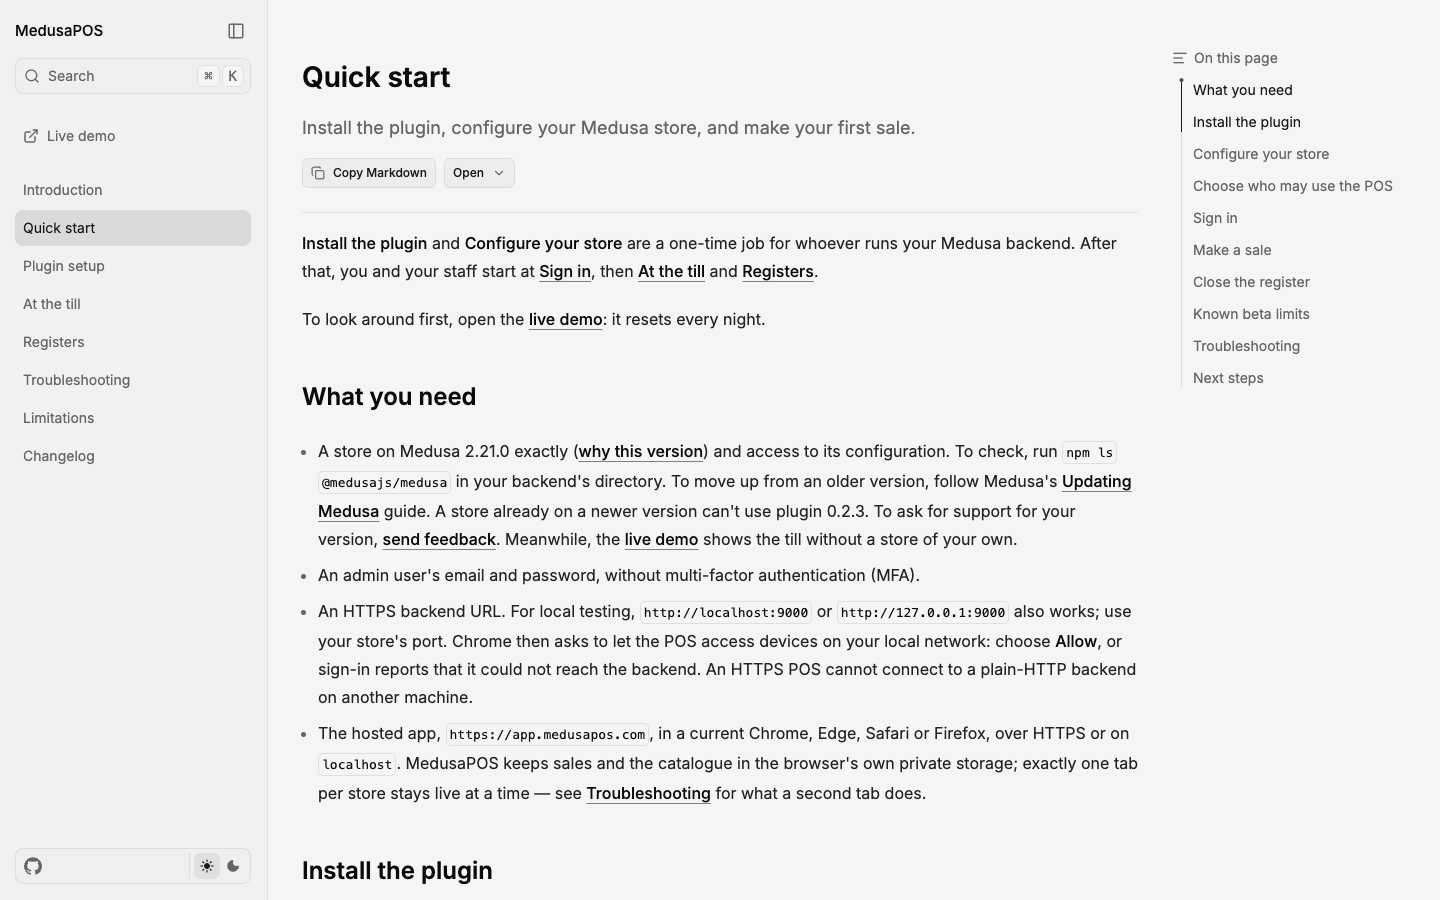 MedusaPOS
Search
⌘ K
Live demo
Introduction
Quick start
Plugin setup
At the till
Registers
Troubleshooting
Limitations
Changelog
Quick start
Install the plugin, configure your Medusa store, and make your first sale.
Copy Markdown
Open
Install the plugin and Configure your store are a one-time job for whoever runs your Medusa backend. After
that, you and your staff start at Sign in, then At the till and Registers.
To look around first, open the live demo: it resets every night.
What you need
A store on Medusa 2.21.0 exactly (why this version) and access to its configuration. To check, run npm ls
@medusajs/medusa in your backend's directory. To move up from an older version, follow Medusa's Updating
Medusa guide. A store already on a newer version can't use plugin 0.2.3. To ask for support for your
version, send feedback. Meanwhile, the live demo shows the till without a store of your own.
An admin user's email and password, without multi-factor authentication (MFA).
An HTTPS backend URL. For local testing, http://localhost:9000 or http://127.0.0.1:9000 also works; use
your store's port. Chrome then asks to let the POS access devices on your local network: choose Allow, or
sign-in reports that it could not reach the backend. An HTTPS POS cannot connect to a plain-HTTP backend
on another machine.
The hosted app, https://app.medusapos.com, in a current Chrome, Edge, Safari or Firefox, over HTTPS or on
localhost. MedusaPOS keeps sales and the catalogue in the browser's own private storage; exactly one tab
per store stays live at a time — see Troubleshooting for what a second tab does.
Install the plugin
On this page
What you need
Install the plugin
Configure your store
Choose who may use the POS
Sign in
Make a sale
Close the register
Known beta limits
Troubleshooting
Next steps